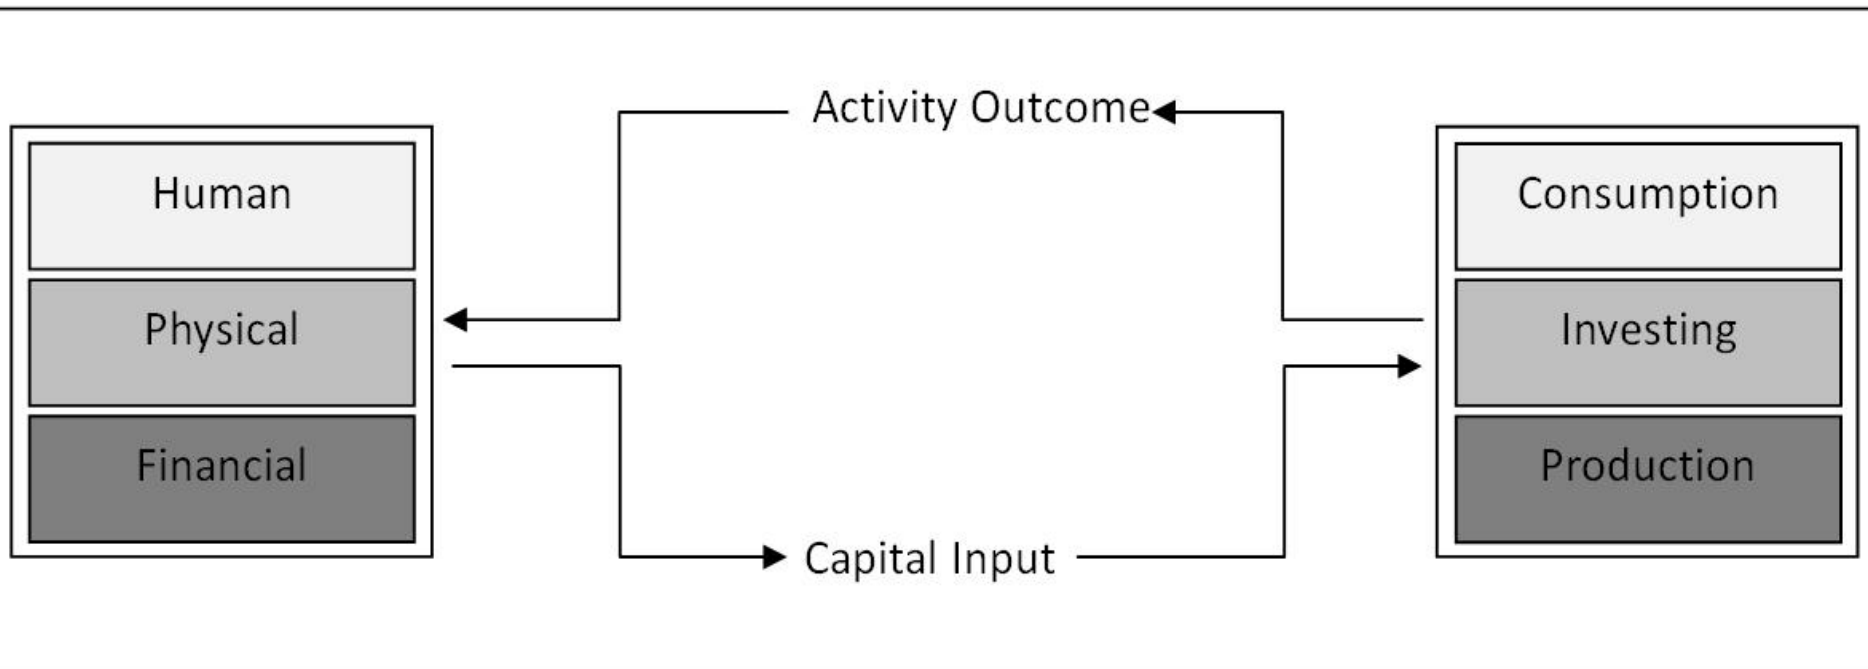 Activity Outcome
Human
Physical
Financial
Consumption
Investing
Production
Capital Input